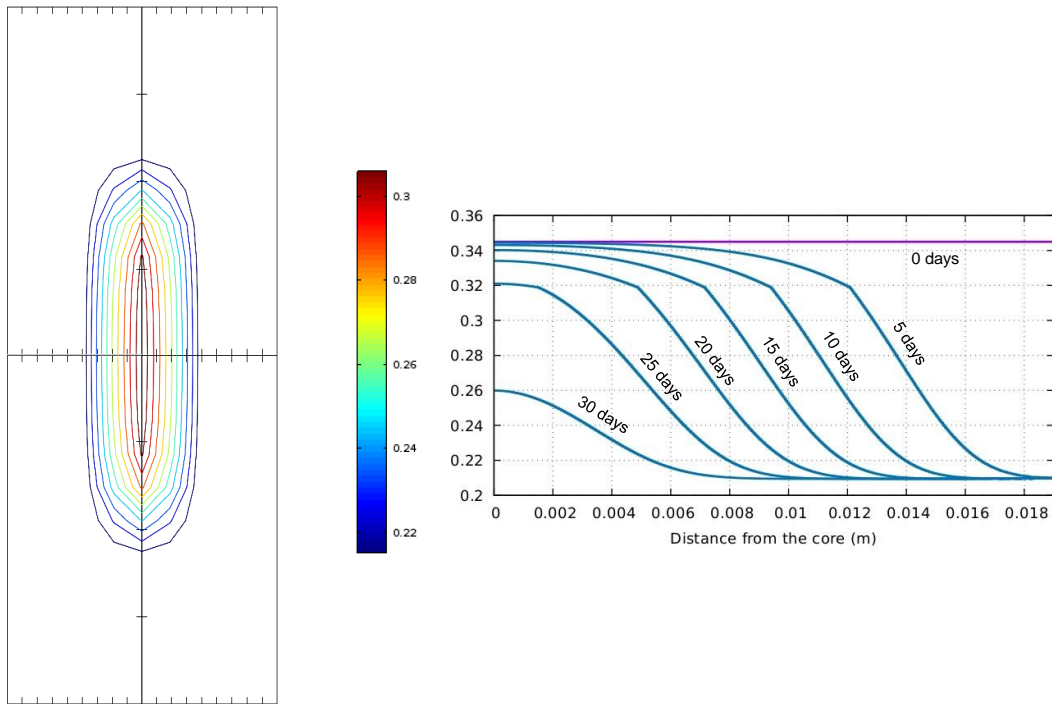 0.3
0.28
0.26
0.24
0.22
0.36
0.34
0.32
0.3
0.28
0.26
0.24
0.22
0.2
0 days
5 days
10 days
15 days
20 days
25 days
30 days
0 0.002 0.004 0.006 0.008 0.01 0.012 0.014 0.016 0.018
Distance from the core (m)